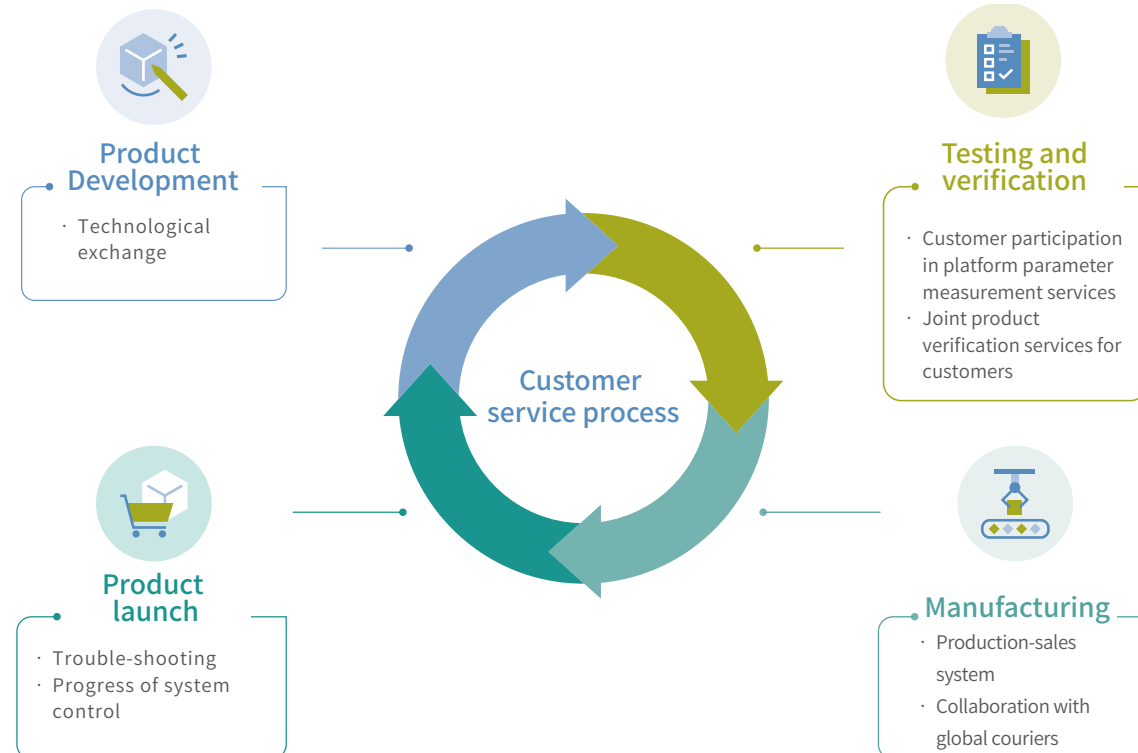 Product
Development
· Technological
exchange
Testing and
verification
· Customer participation
in platform parameter
measurement services
· Joint product
verification services for
customers
Customer
service process
Product
launch
· Trouble-shooting
· Progress of system
control
Manufacturing
· Production-sales
system
· Collaboration with
global couriers